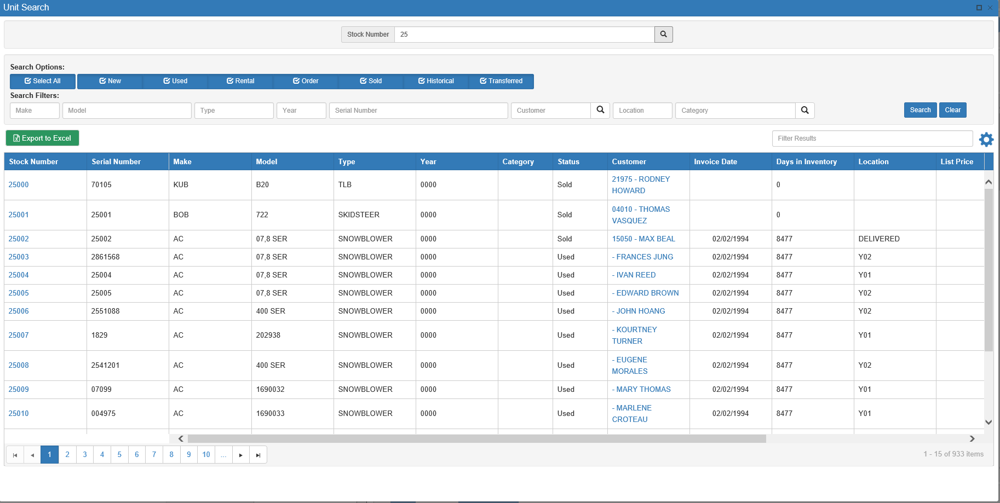 Unit Search
Stock Number 25
Search Options:
Select All New Used Rental Order Sold Historical Transferred
Search Filters:
Make Model Type Year Serial Number Customer Location Category Search Clear
Export to Excel Filter Results
Stock Number Serial Number Make Model Type Year Category Status Customer Invoice Date Days in Inventory Location List Price
25000 70105 KUB B20 TLB 0000 Sold 21975 - RODNEY HOWARD 0
25001 25001 BOB 722 SKIDSTEER 0000 Sold 04010 - THOMAS VASQUEZ 0
25002 25002 AC 07,8 SER SNOWBLOWER 0000 Sold 15050 - MAX BEAL 02/02/1994 8477 DELIVERED
25003 2861568 AC 07,8 SER SNOWBLOWER 0000 Used - FRANCES JUNG 02/02/1994 8477 Y02
25004 25004 AC 07,8 SER SNOWBLOWER 0000 Used - IVAN REED 02/02/1994 8477 Y01
25005 25005 AC 07,8 SER SNOWBLOWER 0000 Used - EDWARD BROWN 02/02/1994 8477 Y02
25006 2551088 AC 400 SER SNOWBLOWER 0000 Used - JOHN HOANG 02/02/1994 8477 Y02
25007 1829 AC 202938 SNOWBLOWER 0000 Used - KOURTNEY TURNER 02/02/1994 8477 Y01
25008 2541201 AC 400 SER SNOWBLOWER 0000 Used - EUGENE MORALES 02/02/1994 8477 Y02
25009 07099 AC 1690032 SNOWBLOWER 0000 Used - MARY THOMAS 02/02/1994 8477 Y01
25010 004975 AC 1690033 SNOWBLOWER 0000 Used - MARLENE CROTEAU 02/02/1994 8477 Y01
1 2 3 4 5 6 7 8 9 10 ... 1 - 15 of 933 items